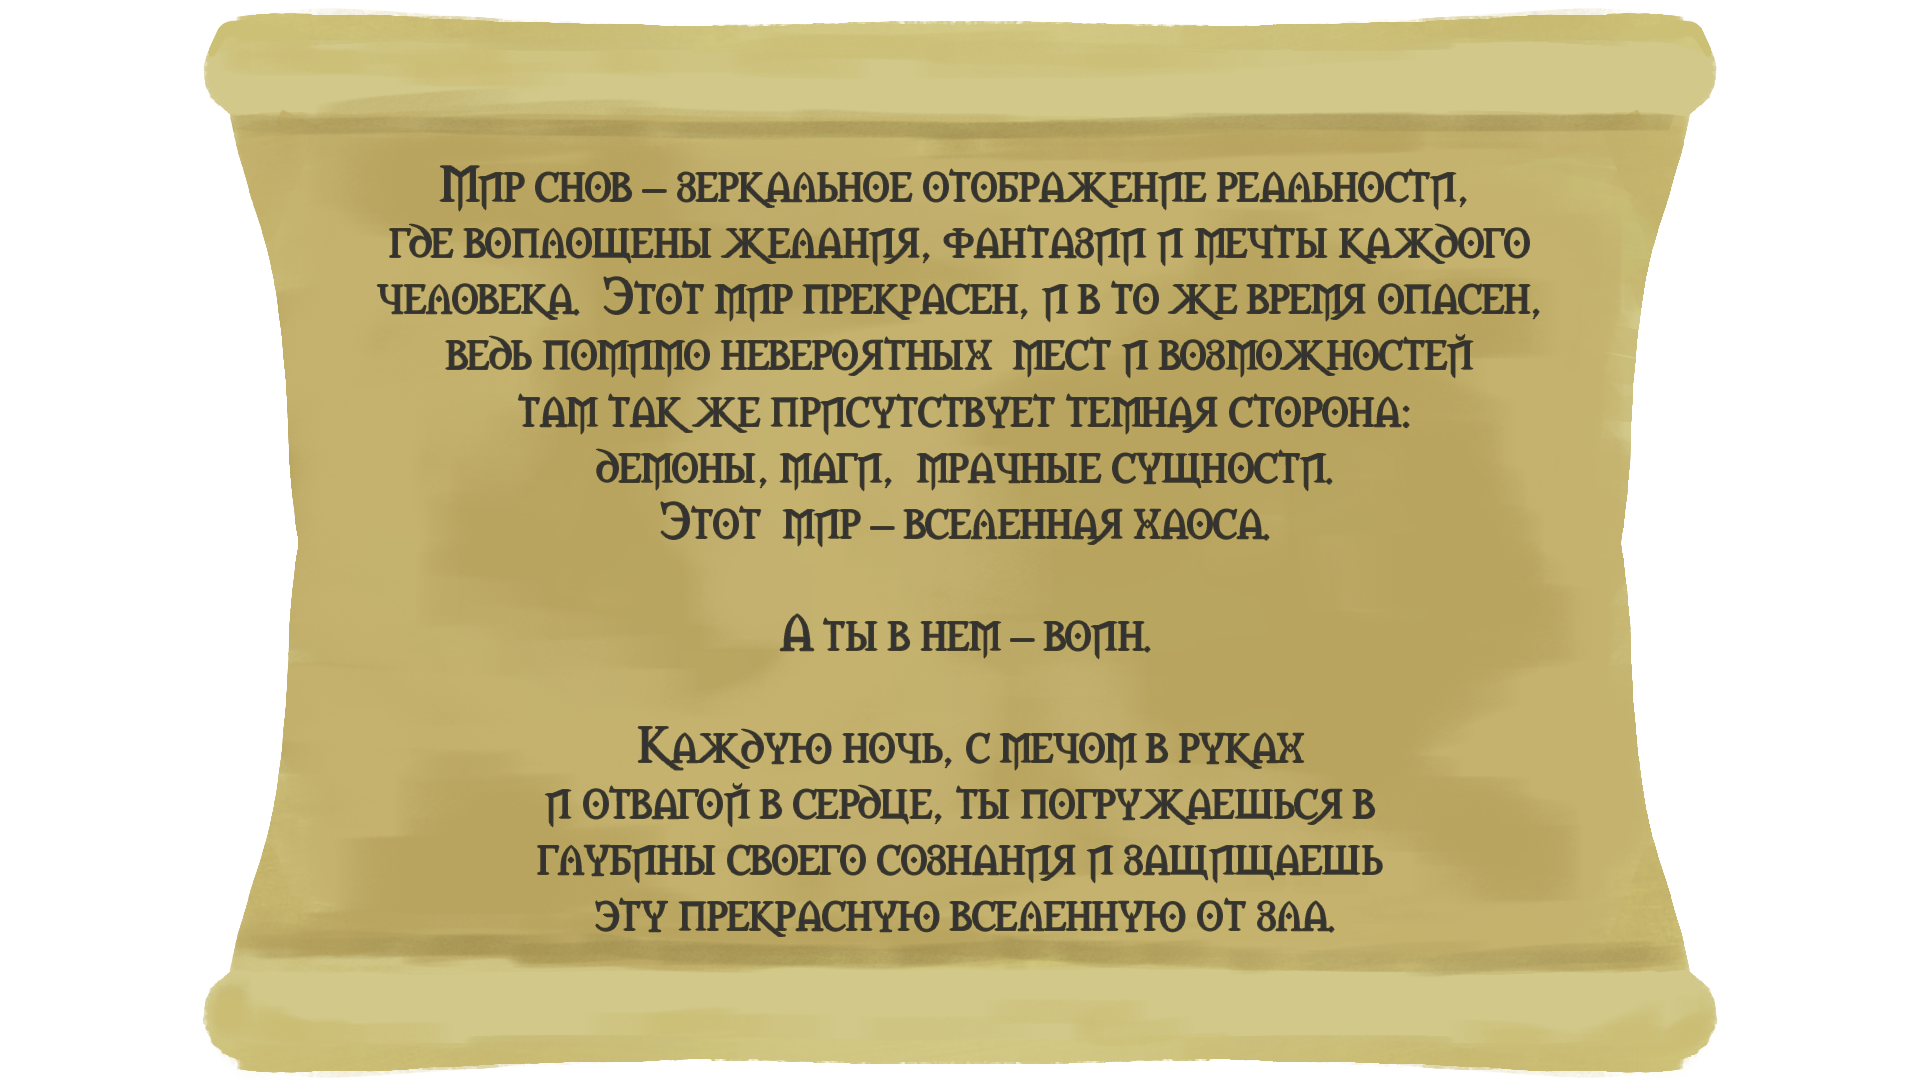 Мир снов – зеркальное отображение реальности,
где воплощены желания, фантазии и мечты каждого
человека. Этот мир прекрасен, и в то же время опасен,
ведь помимо невероятных мест и возможностей
там так же присутствует темная сторона:
демоны, маги, мрачные сущности.
Этот мир – вселенная хаоса.
А ты в нем – воин.
Каждую ночь, с мечом в руках
и отвагой в сердце, ты погружаешься в
глубины своего сознания и защищаешь
эту прекрасную вселенную от зла.